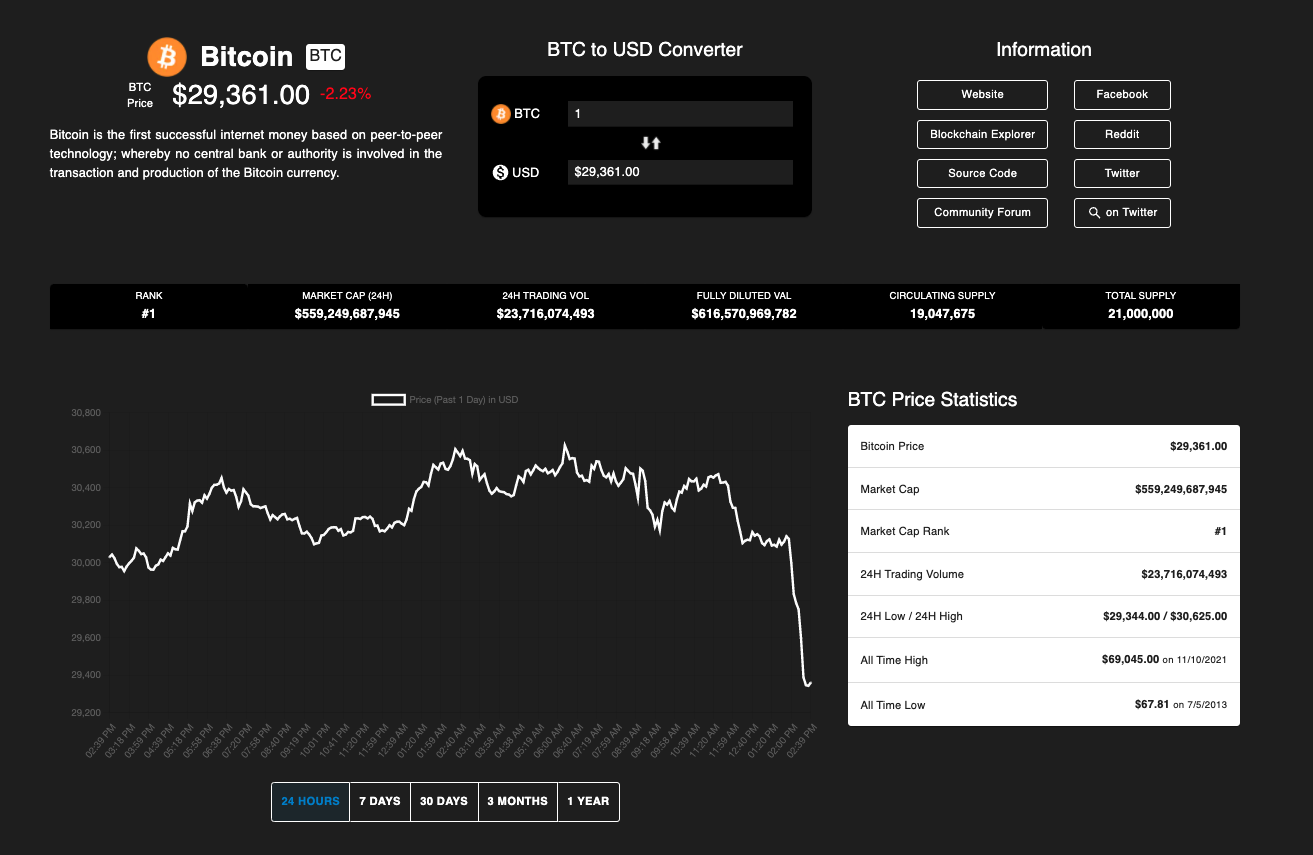 Bitcoin BTC
BTC Price $29,361.00 -2.23%
Bitcoin is the first successful internet money based on peer-to-peer
technology; whereby no central bank or authority is involved in the
transaction and production of the Bitcoin currency.
BTC to USD Converter
BTC 1
USD $29,361.00
Information
Website Facebook
Blockchain Explorer Reddit
Source Code Twitter
Community Forum on Twitter
RANK MARKET CAP (24H) 24H TRADING VOL FULLY DILUTED VAL CIRCULATING SUPPLY TOTAL SUPPLY
#1 $559,249,687,945 $23,716,074,493 $616,570,969,782 19,047,675 21,000,000
Price (Past 1 Day) in USD
30,800
30,600
30,400
30,200
30,000
29,800
29,600
29,400
29,200
02:39 PM 03:18 PM 03:59 PM 04:39 PM 05:18 PM 05:58 PM 06:38 PM 07:20 PM 07:58 PM 08:40 PM 09:19 PM 10:01 PM 10:41 PM 11:20 PM 11:59 PM 12:39 AM 01:20 AM 01:59 AM 02:40 AM 03:19 AM 03:58 AM 04:38 AM 05:19 AM 06:00 AM 06:40 AM 07:19 AM 07:59 AM 08:39 AM 09:18 AM 09:58 AM 10:39 AM 11:20 AM 11:59 AM 12:40 PM 01:20 PM 02:00 PM 02:39 PM
24 HOURS 7 DAYS 30 DAYS 3 MONTHS 1 YEAR
BTC Price Statistics
Bitcoin Price $29,361.00
Market Cap $559,249,687,945
Market Cap Rank #1
24H Trading Volume $23,716,074,493
24H Low / 24H High $29,344.00 / $30,625.00
All Time High $69,045.00 on 11/10/2021
All Time Low $67.81 on 7/5/2013